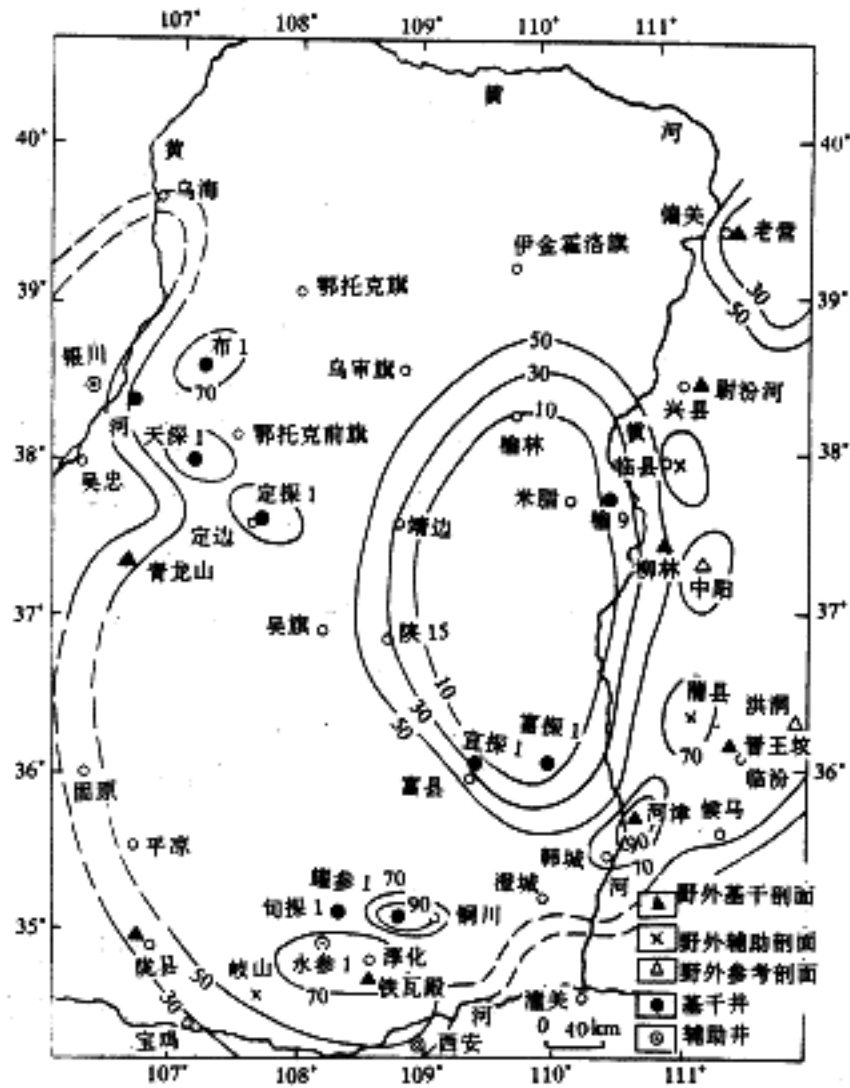 107°
108°
109°
110°
111°
黄
河
40°
40°
黄
乌海
老营
伊金霍洛旗
鄂托克旗
39°
39°
50
30
银川
布1
70
乌审旗
50
30
10
兴县
蔚汾河
河
天深1
鄂托克前旗
榆林
黄
临县
38°
38°
吴忠
定探1
定边
靖边
米脂
榆9
柳林
中阳
青龙山
37°
37°
吴旗
陕15
10
30
50
蒲县
70
洪洞
晋王坡
临汾
宜探1
富探1
36°
36°
固原
富县
河津
侯马
90
70
韩城
平凉
耀参1
70
澄城
河
旬探1
90
铜川
35°
35°
陇县
岐山
永参1
淳化
70
铁瓦殿
50
30
河
宝鸡
西安
0 40km
野外基干剖面
野外辅助剖面
野外参考剖面
基干井
辅助井
107°
108°
109°
110°
111°